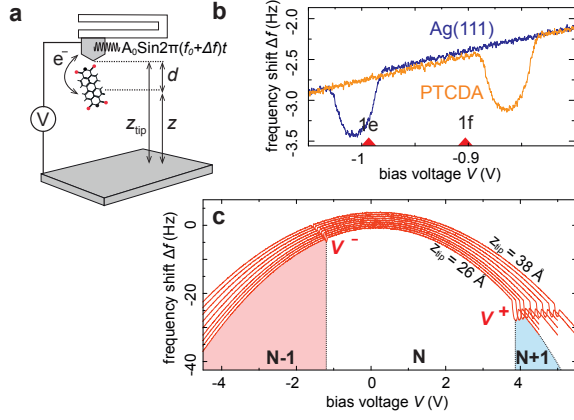 a
A₀Sin2π(f₀+Δf)t
e⁻
d
V
z_tip
z
b
frequency shift Δf (Hz)
-2.0
-2.5
-3.0
-3.5
Ag(111)
PTCDA
1e
1f
-1
-0.9
bias voltage V (V)
c
frequency shift Δf (Hz)
0
-20
-40
V⁻
z_tip = 26 Å
z_tip = 38 Å
V⁺
N-1
N
N+1
-4
-2
0
2
4
bias voltage V (V)